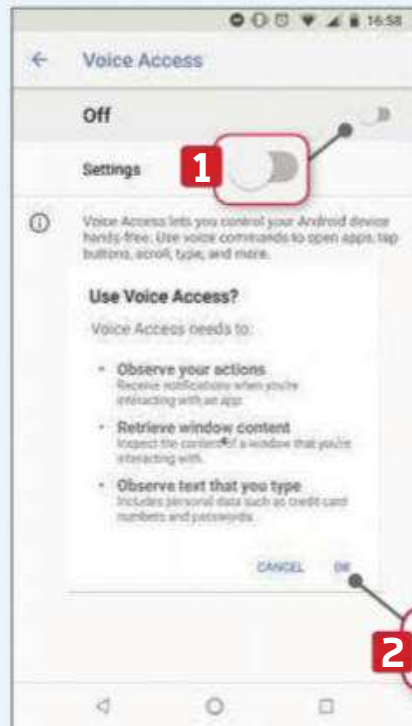 16:58
Voice Access
Off
Settings
1
Voice Access lets you control your Android device
hands-free. Use voice commands to open apps, tap
buttons, scroll, type, and more.
Use Voice Access?
Voice Access needs to:
• Observe your actions
Receive notifications when you're
interacting with an app.
• Retrieve window content
Inspect the content of a window that you're
interacting with.
• Observe text that you type
Includes personal data such as credit card
numbers and passwords.
CANCEL OK
2